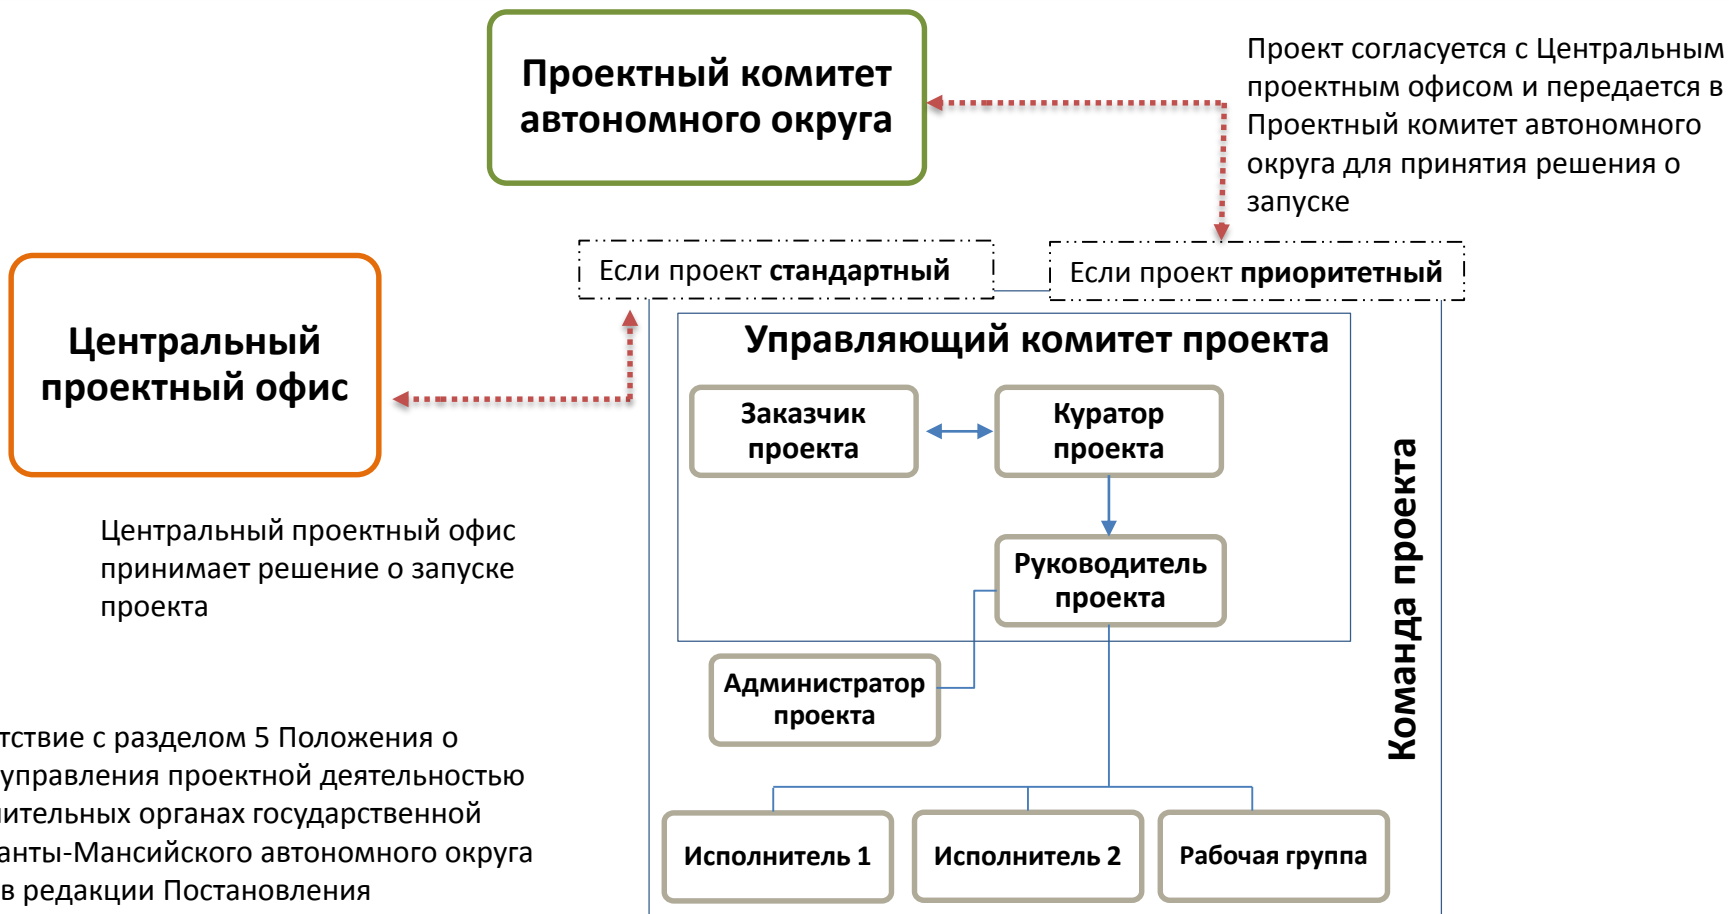 Проектный комитет
автономного округа
Проект согласуется с Центральным
проектным офисом и передается в
Проектный комитет автономного
округа для принятия решения о
запуске
Если проект стандартный
Если проект приоритетный
Центральный
проектный офис
Управляющий комитет проекта
Заказчик
проекта
Куратор
проекта
Руководитель
проекта
Команда проекта
Центральный проектный офис
принимает решение о запуске
проекта
Администратор
проекта
тствие с разделом 5 Положения о
управления проектной деятельностью
нительных органах государственной
анты-Мансийского автономного округа
в редакции Постановления
Исполнитель 1
Исполнитель 2
Рабочая группа